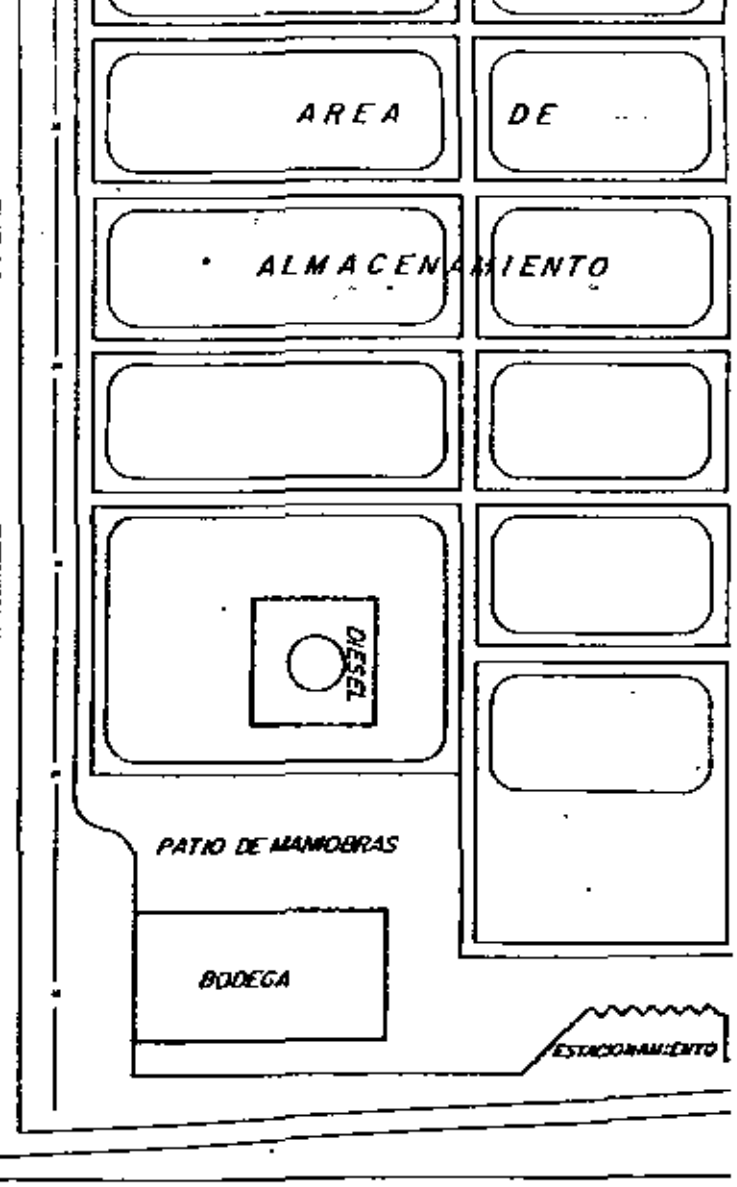 AREA DE
ALMACENAMIENTO
DIESEL
PATIO DE MANIOBRAS
BODEGA
ESTACIONAMIENTO